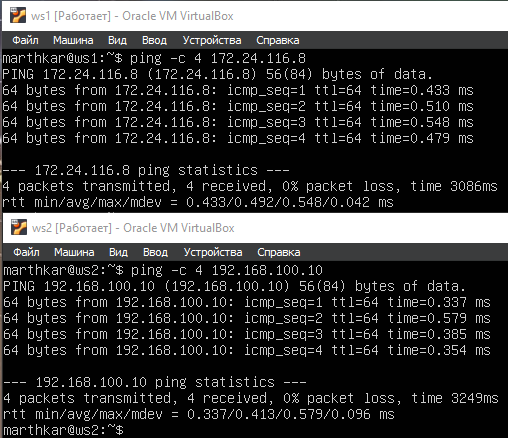 ws1 [Работает] - Oracle VM VirtualBox
Файл Машина Вид Ввод Устройства Справка
marthkar@ws1:~$ ping -c 4 172.24.116.8
PING 172.24.116.8 (172.24.116.8) 56(84) bytes of data.
64 bytes from 172.24.116.8: icmp_seq=1 ttl=64 time=0.433 ms
64 bytes from 172.24.116.8: icmp_seq=2 ttl=64 time=0.510 ms
64 bytes from 172.24.116.8: icmp_seq=3 ttl=64 time=0.548 ms
64 bytes from 172.24.116.8: icmp_seq=4 ttl=64 time=0.479 ms
--- 172.24.116.8 ping statistics ---
4 packets transmitted, 4 received, 0% packet loss, time 3086ms
rtt min/avg/max/mdev = 0.433/0.492/0.548/0.042 ms
ws2 [Работает] - Oracle VM VirtualBox
Файл Машина Вид Ввод Устройства Справка
marthkar@ws2:~$ ping -c 4 192.168.100.10
PING 192.168.100.10 (192.168.100.10) 56(84) bytes of data.
64 bytes from 192.168.100.10: icmp_seq=1 ttl=64 time=0.337 ms
64 bytes from 192.168.100.10: icmp_seq=2 ttl=64 time=0.579 ms
64 bytes from 192.168.100.10: icmp_seq=3 ttl=64 time=0.385 ms
64 bytes from 192.168.100.10: icmp_seq=4 ttl=64 time=0.354 ms
--- 192.168.100.10 ping statistics ---
4 packets transmitted, 4 received, 0% packet loss, time 3249ms
rtt min/avg/max/mdev = 0.337/0.413/0.579/0.096 ms
marthkar@ws2:~$